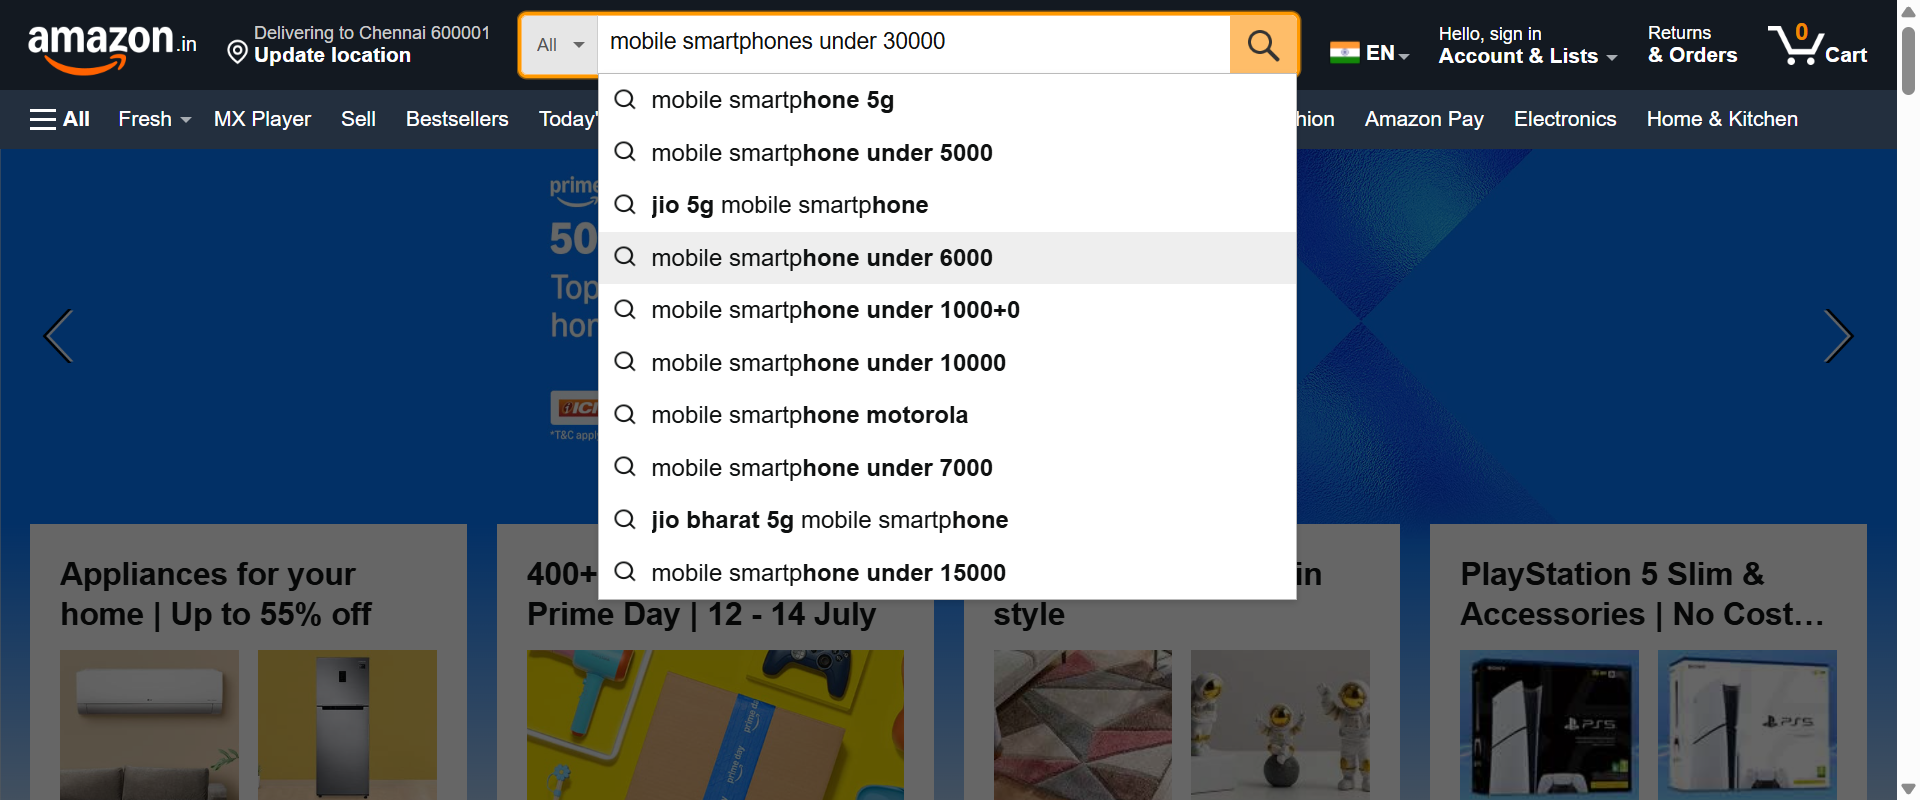 amazon.in
Delivering to Chennai 600001
Update location
All
mobile smartphones under 30000
EN
Hello, sign in
Account & Lists
Returns
& Orders
0
Cart
All
Fresh
MX Player
Sell
Bestsellers
Today'
hion
Amazon Pay
Electronics
Home & Kitchen
mobile smartphone 5g
mobile smartphone under 5000
jio 5g mobile smartphone
mobile smartphone under 6000
mobile smartphone under 1000+0
mobile smartphone under 10000
mobile smartphone motorola
mobile smartphone under 7000
jio bharat 5g mobile smartphone
mobile smartphone under 15000
prime
50
Top
hor
ICI
*T&C appl
Appliances for your
home | Up to 55% off
400+
Prime Day | 12 - 14 July
in
style
PlayStation 5 Slim &
Accessories | No Cost…
prime day
prime day
SONY
PS5
PS5